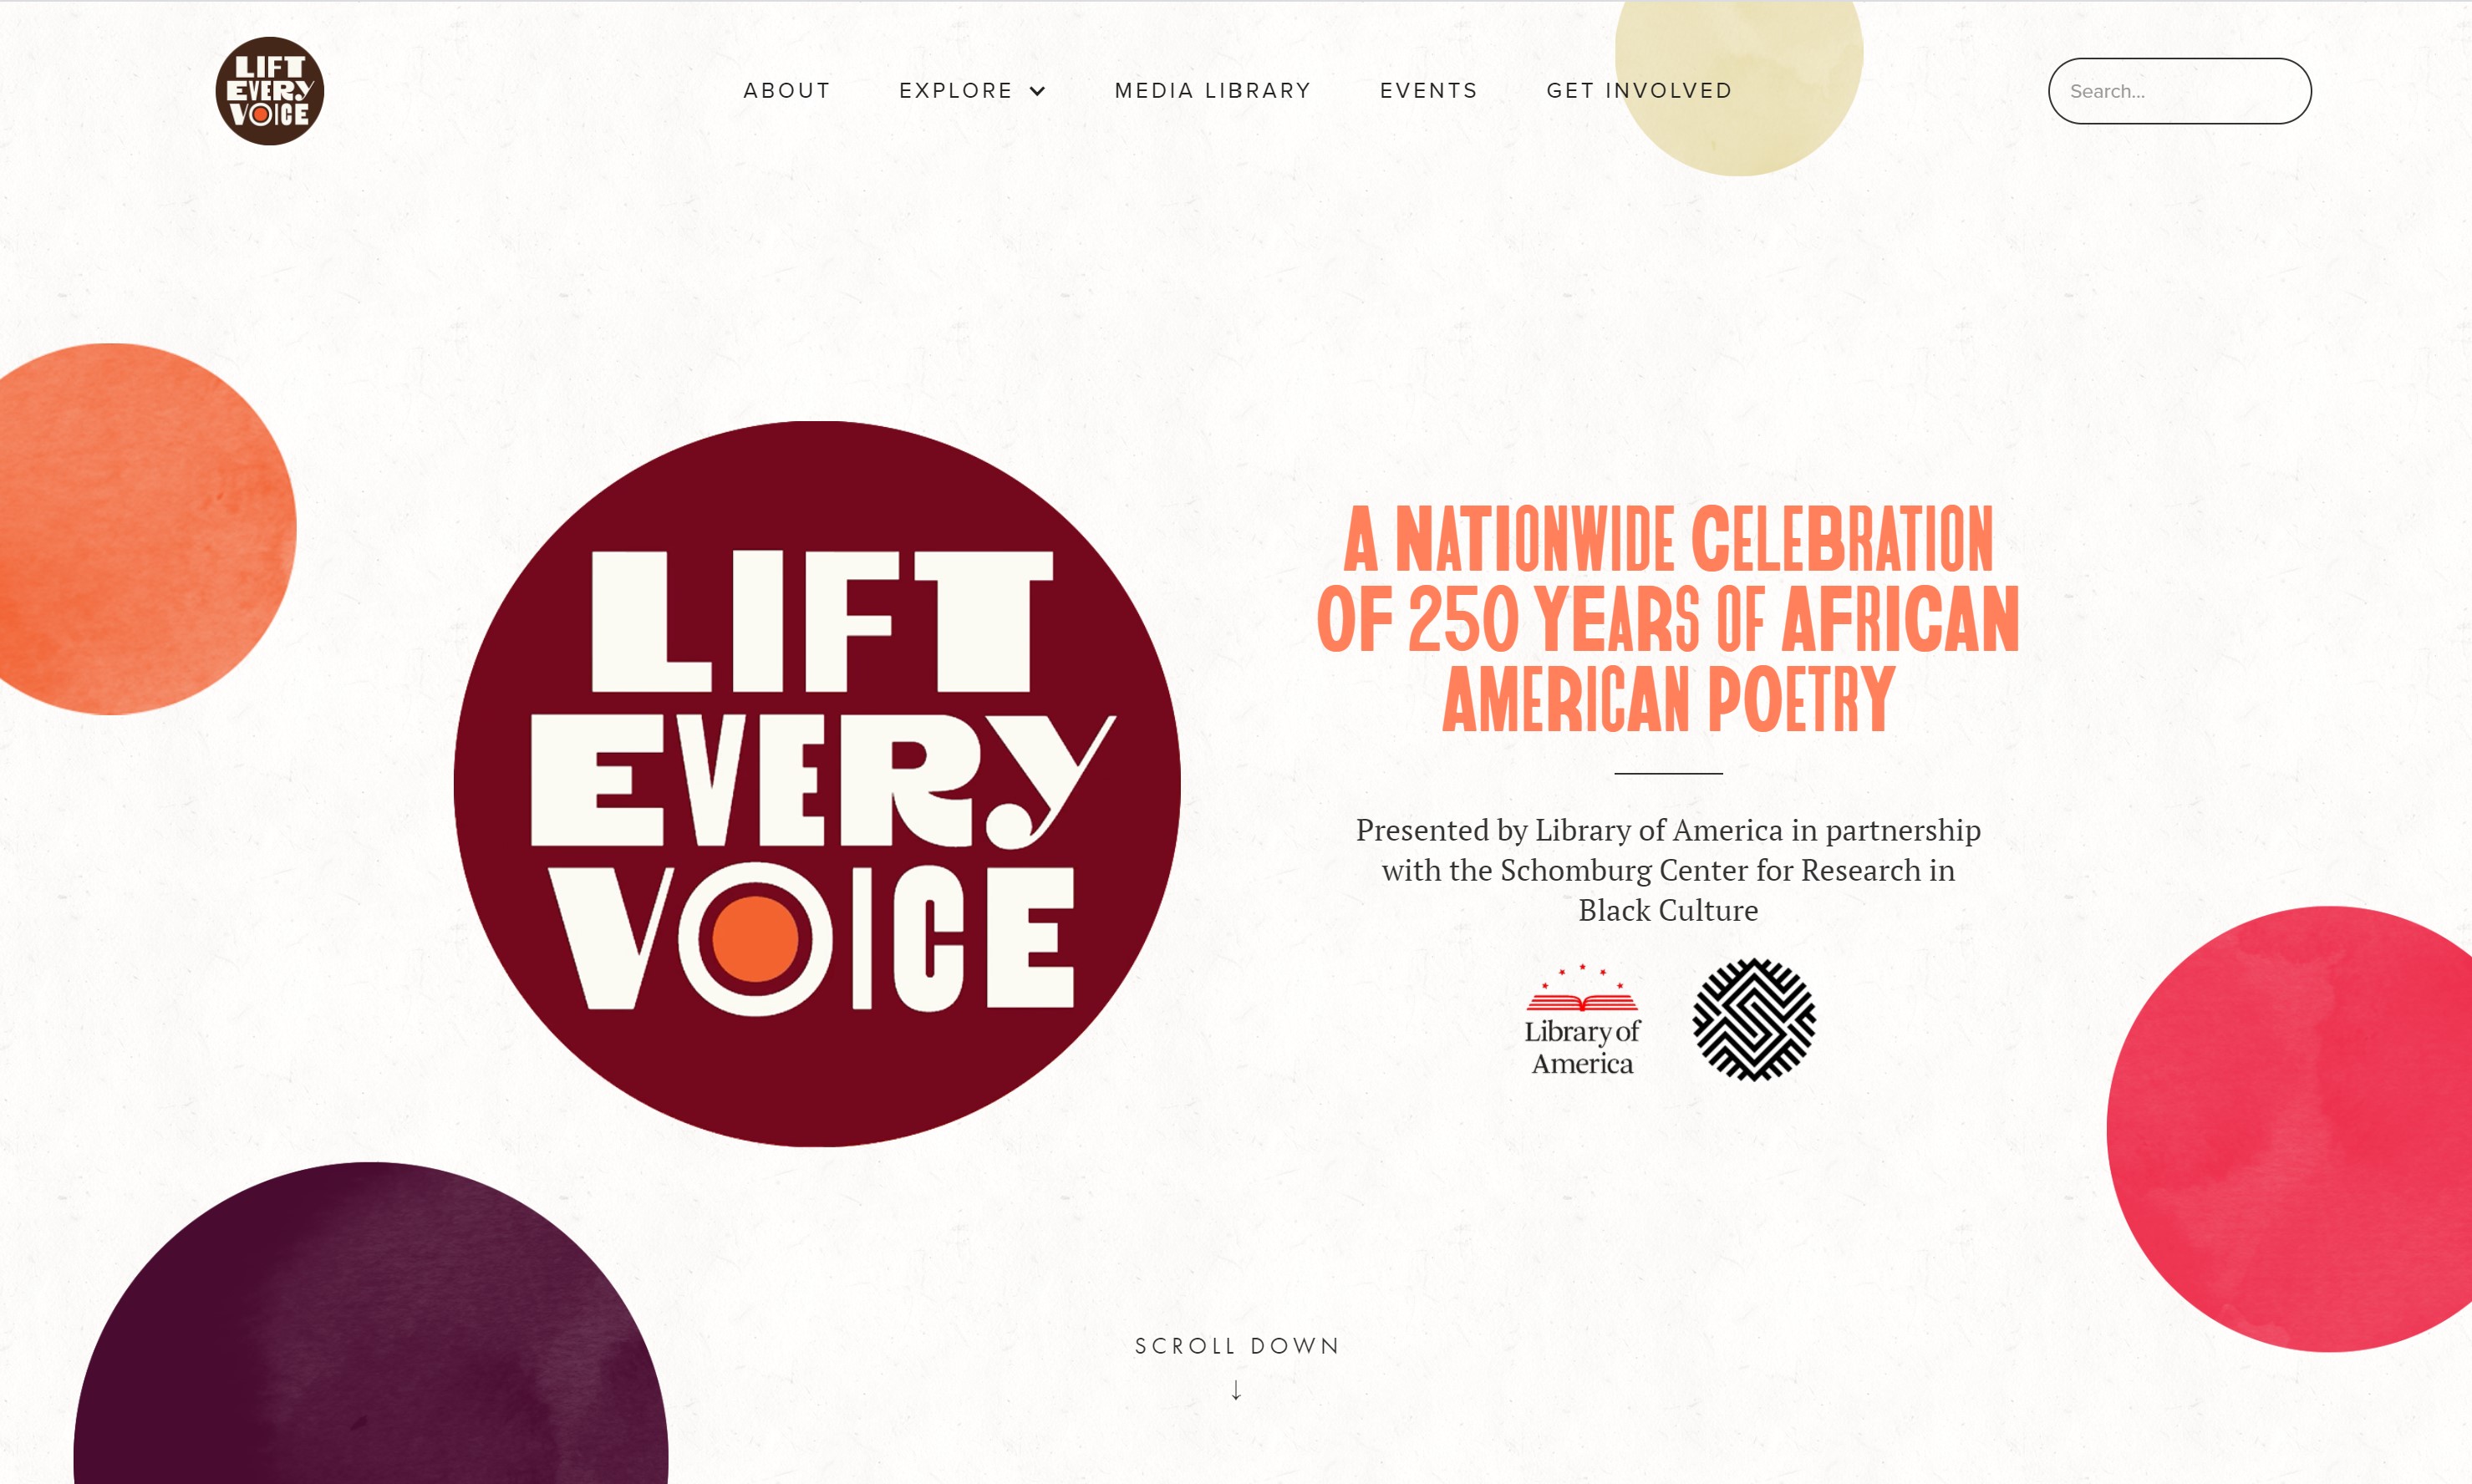 LIFT
EVERY
VOICE
ABOUT
EXPLORE
MEDIA LIBRARY
EVENTS
GET INVOLVED
Search...
LIFT
EVERY
VOICE
A NATIONWIDE CELEBRATION
OF 250 YEARS OF AFRICAN
AMERICAN POETRY
Presented by Library of America in partnership
with the Schomburg Center for Research in
Black Culture
Library of
America
SCROLL DOWN
↓